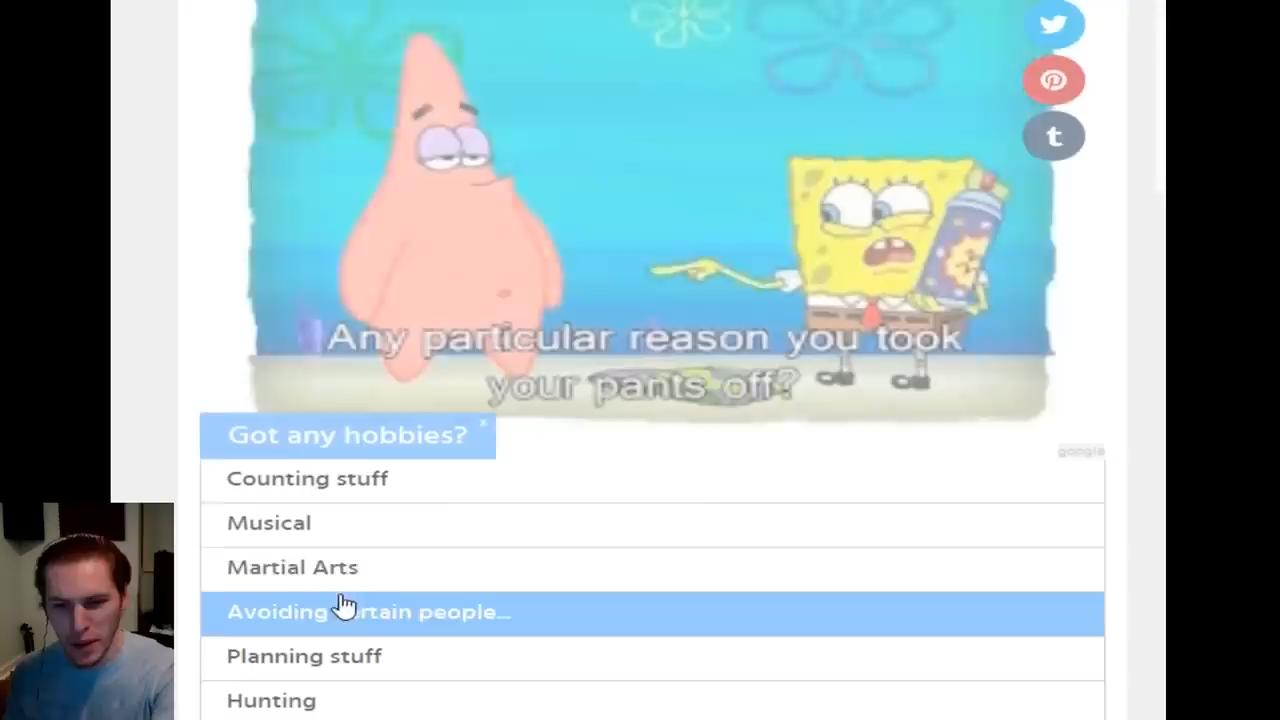 t
Any particular reason you took
your pants off?
Got any hobbies? x
google
Counting stuff
Musical
Martial Arts
Avoiding rtain people...
Planning stuff
Hunting